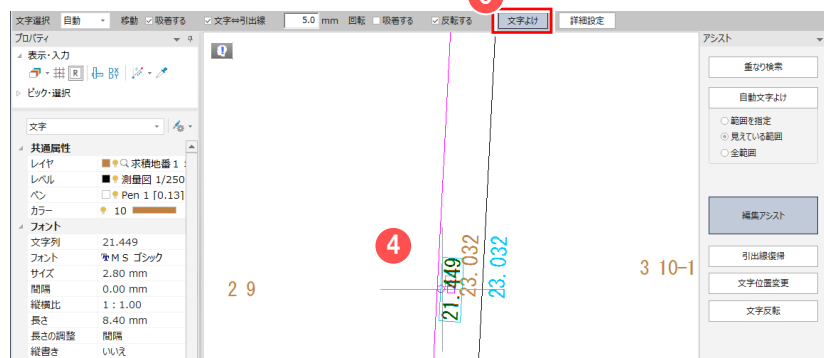 文字選択 自動 移動 吸着する 文字⇔引出線 5.0 mm 回転 吸着する 反転する 文字よけ 詳細設定
プロパティ
表示・入力
R
ピック・選択
文字
共通属性
レイヤ 求積地番1
レベル 測量図 1/250
ペン Pen 1 [0.13]
カラー 10
フォント
文字列 21.449
フォント MS ゴシック
サイズ 2.80 mm
間隔 0.00 mm
縦横比 1:1.00
長さ 8.40 mm
長さの調整 間隔
縦書き いいえ
4
29
21.449
23.032
23.032
310-1
アシスト
重なり検索
自動文字よけ
範囲を指定
見えている範囲
全範囲
編集アシスト
引出線復帰
文字位置変更
文字反転